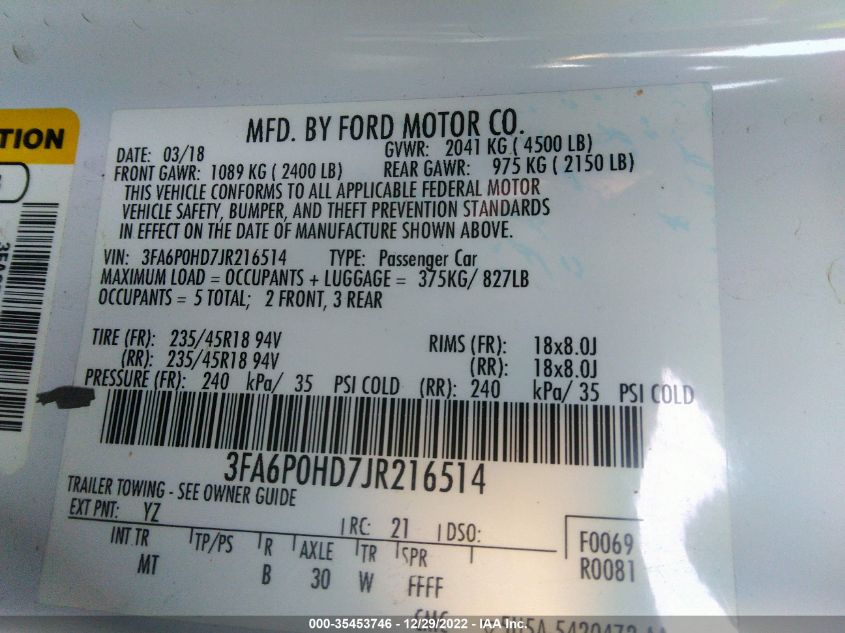 TION
MFD. BY FORD MOTOR CO.
DATE: 03/18 GVWR: 2041 KG ( 4500 LB)
FRONT GAWR: 1089 KG ( 2400 LB) REAR GAWR: 975 KG ( 2150 LB)
THIS VEHICLE CONFORMS TO ALL APPLICABLE FEDERAL MOTOR
VEHICLE SAFETY, BUMPER, AND THEFT PREVENTION STANDARDS
IN EFFECT ON THE DATE OF MANUFACTURE SHOWN ABOVE.
VIN: 3FA6P0HD7JR216514 TYPE: Passenger Car
MAXIMUM LOAD = OCCUPANTS + LUGGAGE = 375KG/ 827LB
OCCUPANTS = 5 TOTAL; 2 FRONT, 3 REAR
TIRE (FR): 235/45R18 94V RIMS (FR): 18x8.0J
(RR): 235/45R18 94V (RR): 18x8.0J
PRESSURE (FR): 240 kPa/ 35 PSI COLD (RR): 240 kPa/ 35 PSI COLD
3FA6P0HD7JR216514
TRAILER TOWING - SEE OWNER GUIDE
EXT PNT: YZ RC: 21 DSO: F0069
INT TR TP/PS R AXLE TR SPR R0081
MT B 30 W FFFF
000-35453746 - 12/29/2022 - IAA Inc.